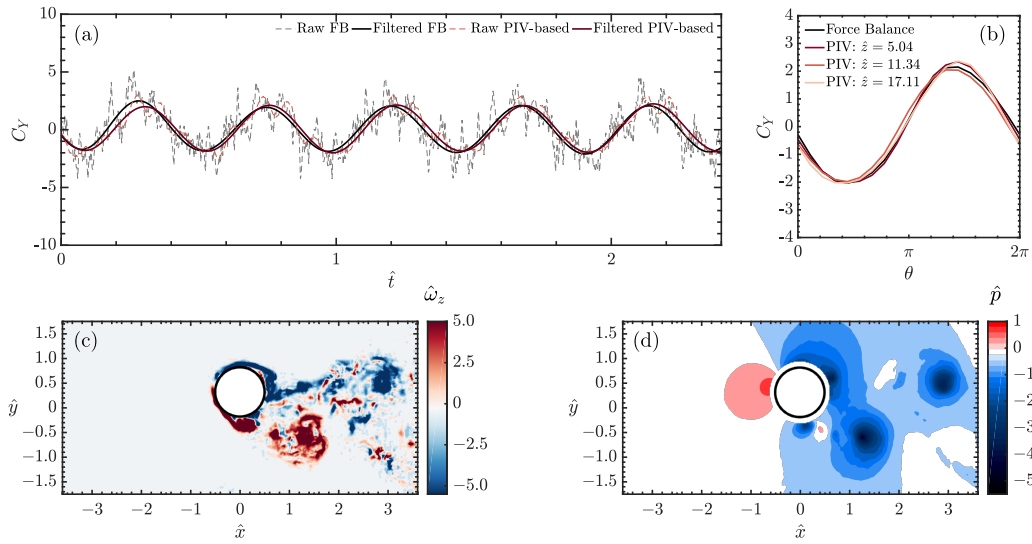 (a)
Raw FB
Filtered FB
Raw PIV-based
Filtered PIV-based
10
5
0
−5
-10
C_Y
0
1
2
t̂
(b)
Force Balance
PIV: ẑ = 5.04
PIV: ẑ = 11.34
PIV: ẑ = 17.11
4
3
2
1
0
-1
-2
-3
-4
C_Y
0
π
2π
θ
(c)
ω̂_z
1.5
1.0
0.5
0
−0.5
−1.0
−1.5
ŷ
−3
−2
−1
0
1
2
3
x̂
5.0
2.5
0
−2.5
−5.0
(d)
p̂
1.5
1.0
0.5
0
−0.5
−1.0
−1.5
ŷ
−3
−2
−1
0
1
2
3
x̂
1
0
−1
−2
−3
−4
−5